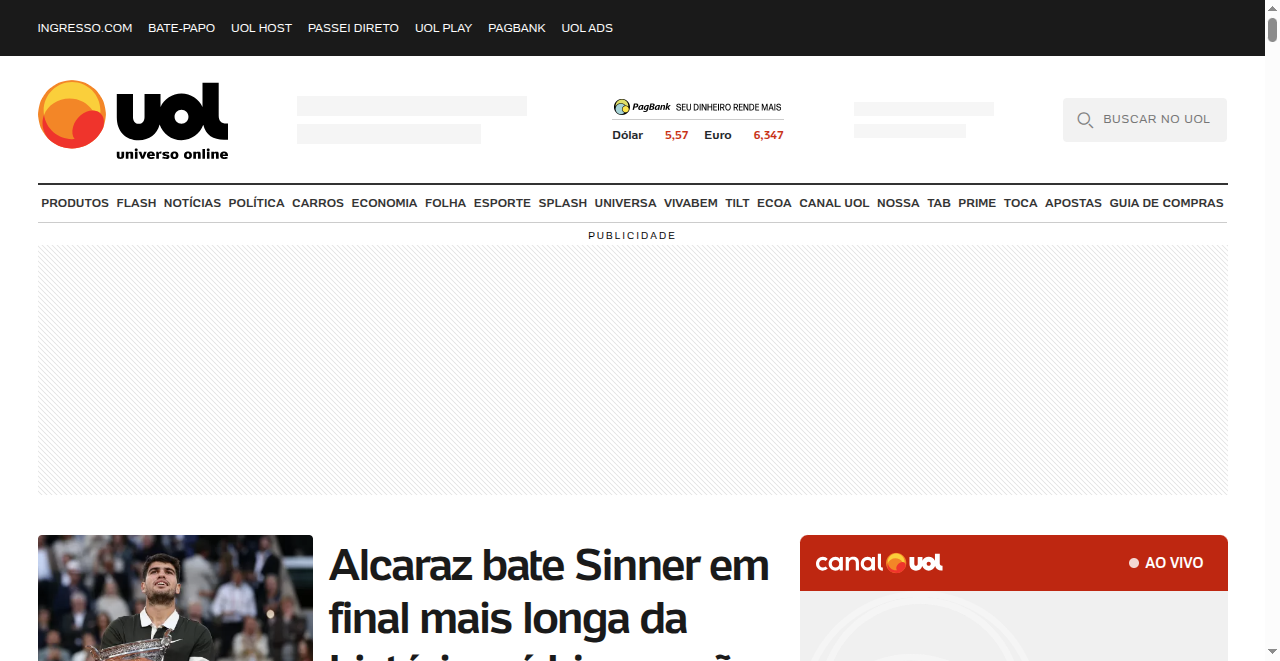 INGRESSO.COM BATE-PAPO UOL HOST PASSEI DIRETO UOL PLAY PAGBANK UOL ADS
uol
universo online
PagBank SEU DINHEIRO RENDE MAIS
Dólar 5,57 Euro 6,347
BUSCAR NO UOL
PRODUTOS FLASH NOTÍCIAS POLÍTICA CARROS ECONOMIA FOLHA ESPORTE SPLASH UNIVERSA VIVABEM TILT ECOA CANAL UOL NOSSA TAB PRIME TOCA APOSTAS GUIA DE COMPRAS
PUBLICIDADE
Alcaraz bate Sinner em
final mais longa da
canal uol AO VIVO